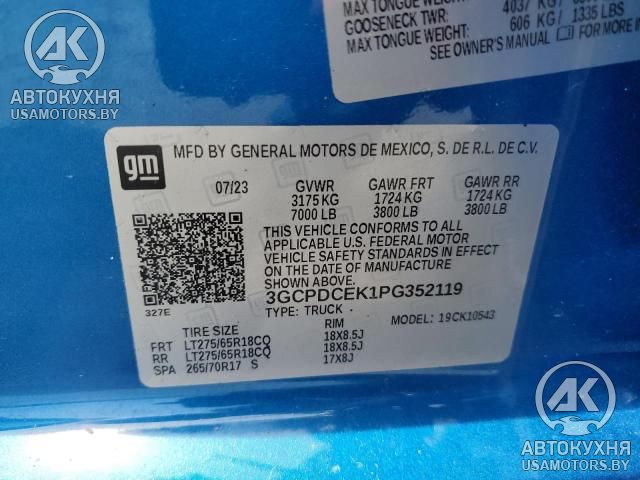 MAX TONGUE WEIGHT:
4037 KG/
GOOSENECK TWR:
606 KG / 1335 LBS
MAX TONGUE WEIGHT:
SEE OWNER'S MANUAL FOR MORE
АК
АВТОКУХНЯ
USAMOTORS.BY
gm
MFD BY GENERAL MOTORS DE MEXICO, S. DE R.L. DE C.V.
07/23 GVWR GAWR FRT GAWR RR
3175 KG 1724 KG 1724 KG
7000 LB 3800 LB 3800 LB
THIS VEHICLE CONFORMS TO ALL
APPLICABLE U.S. FEDERAL MOTOR
VEHICLE SAFETY STANDARDS IN EFFECT
ON THE DATE OF MANUFACTURE
SHOWN ABOVE.
3GCPDCEK1PG352119
327E TYPE: TRUCK MODEL: 19CK10543
TIRE SIZE RIM
FRT LT275/65R18CQ 18X8.5J
RR LT275/65R18CQ 18X8.5J
SPA 265/70R17 S 17X8J
АК
АВТОКУХНЯ
USAMOTORS.BY